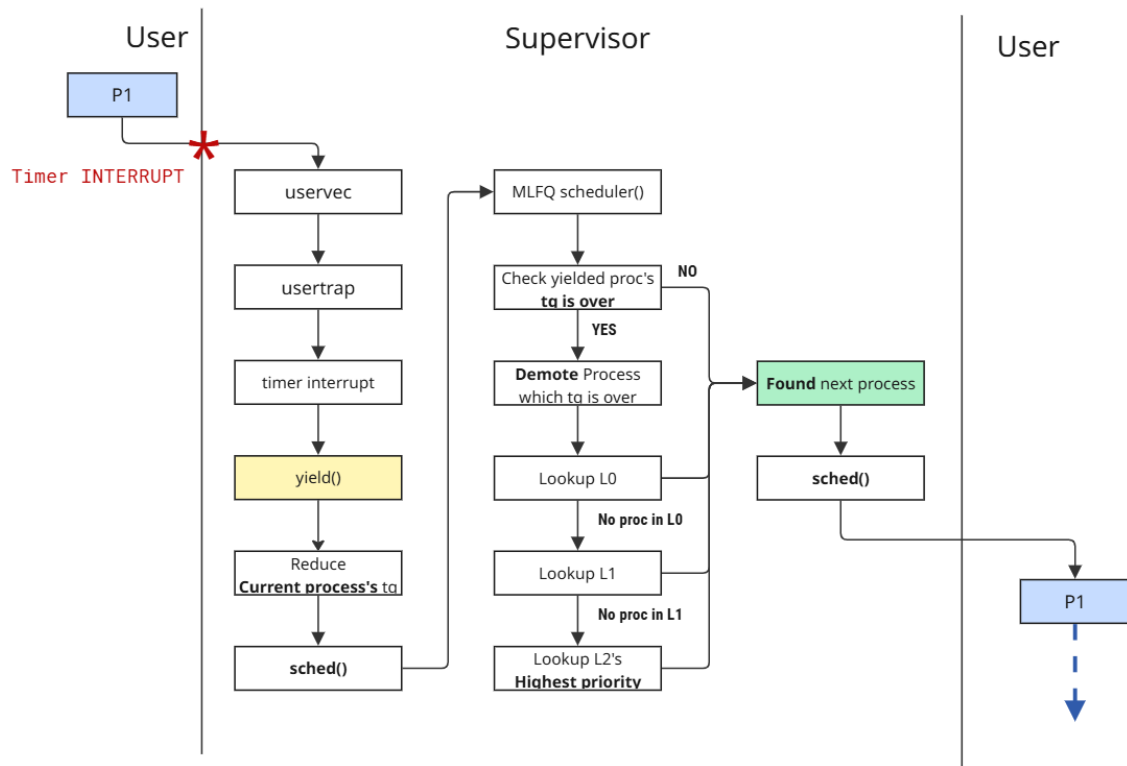 User
Supervisor
User
P1
Timer INTERRUPT
uservec
usertrap
timer interrupt
yield()
Reduce
Current process's tq
sched()
MLFQ scheduler()
Check yielded proc's
tq is over
NO
YES
Demote Process
which tq is over
Lookup L0
No proc in L0
Lookup L1
No proc in L1
Lookup L2's
Highest priority
Found next process
sched()
P1